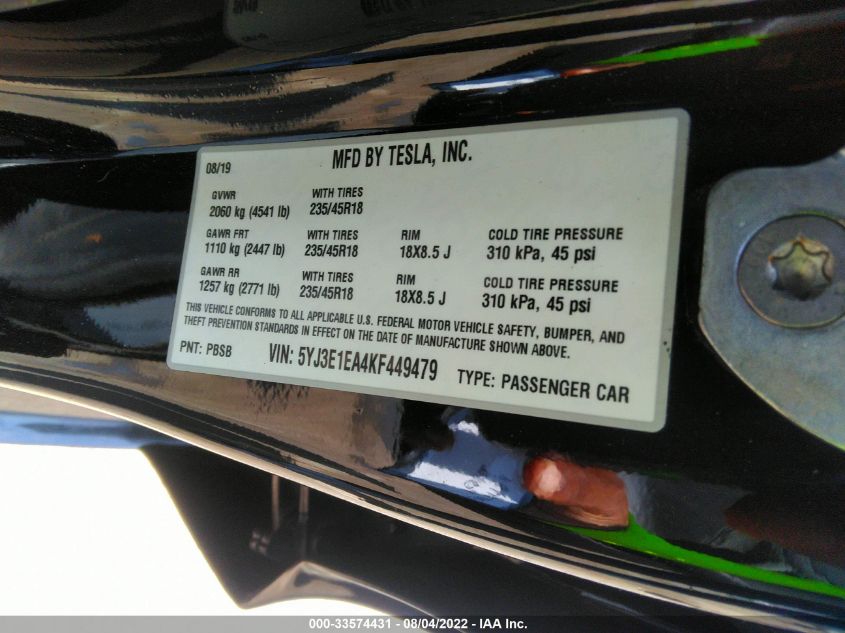 MFD BY TESLA, INC.
08/19
GVWR WITH TIRES
2060 kg (4541 lb) 235/45R18
GAWR FRT WITH TIRES RIM COLD TIRE PRESSURE
1110 kg (2447 lb) 235/45R18 18X8.5 J 310 kPa, 45 psi
GAWR RR WITH TIRES RIM COLD TIRE PRESSURE
1257 kg (2771 lb) 235/45R18 18X8.5 J 310 kPa, 45 psi
THIS VEHICLE CONFORMS TO ALL APPLICABLE U.S. FEDERAL MOTOR VEHICLE SAFETY, BUMPER, AND
THEFT PREVENTION STANDARDS IN EFFECT ON THE DATE OF MANUFACTURE SHOWN ABOVE.
PNT: PBSB VIN: 5YJ3E1EA4KF449479 TYPE: PASSENGER CAR
000-33574431 - 08/04/2022 - IAA Inc.